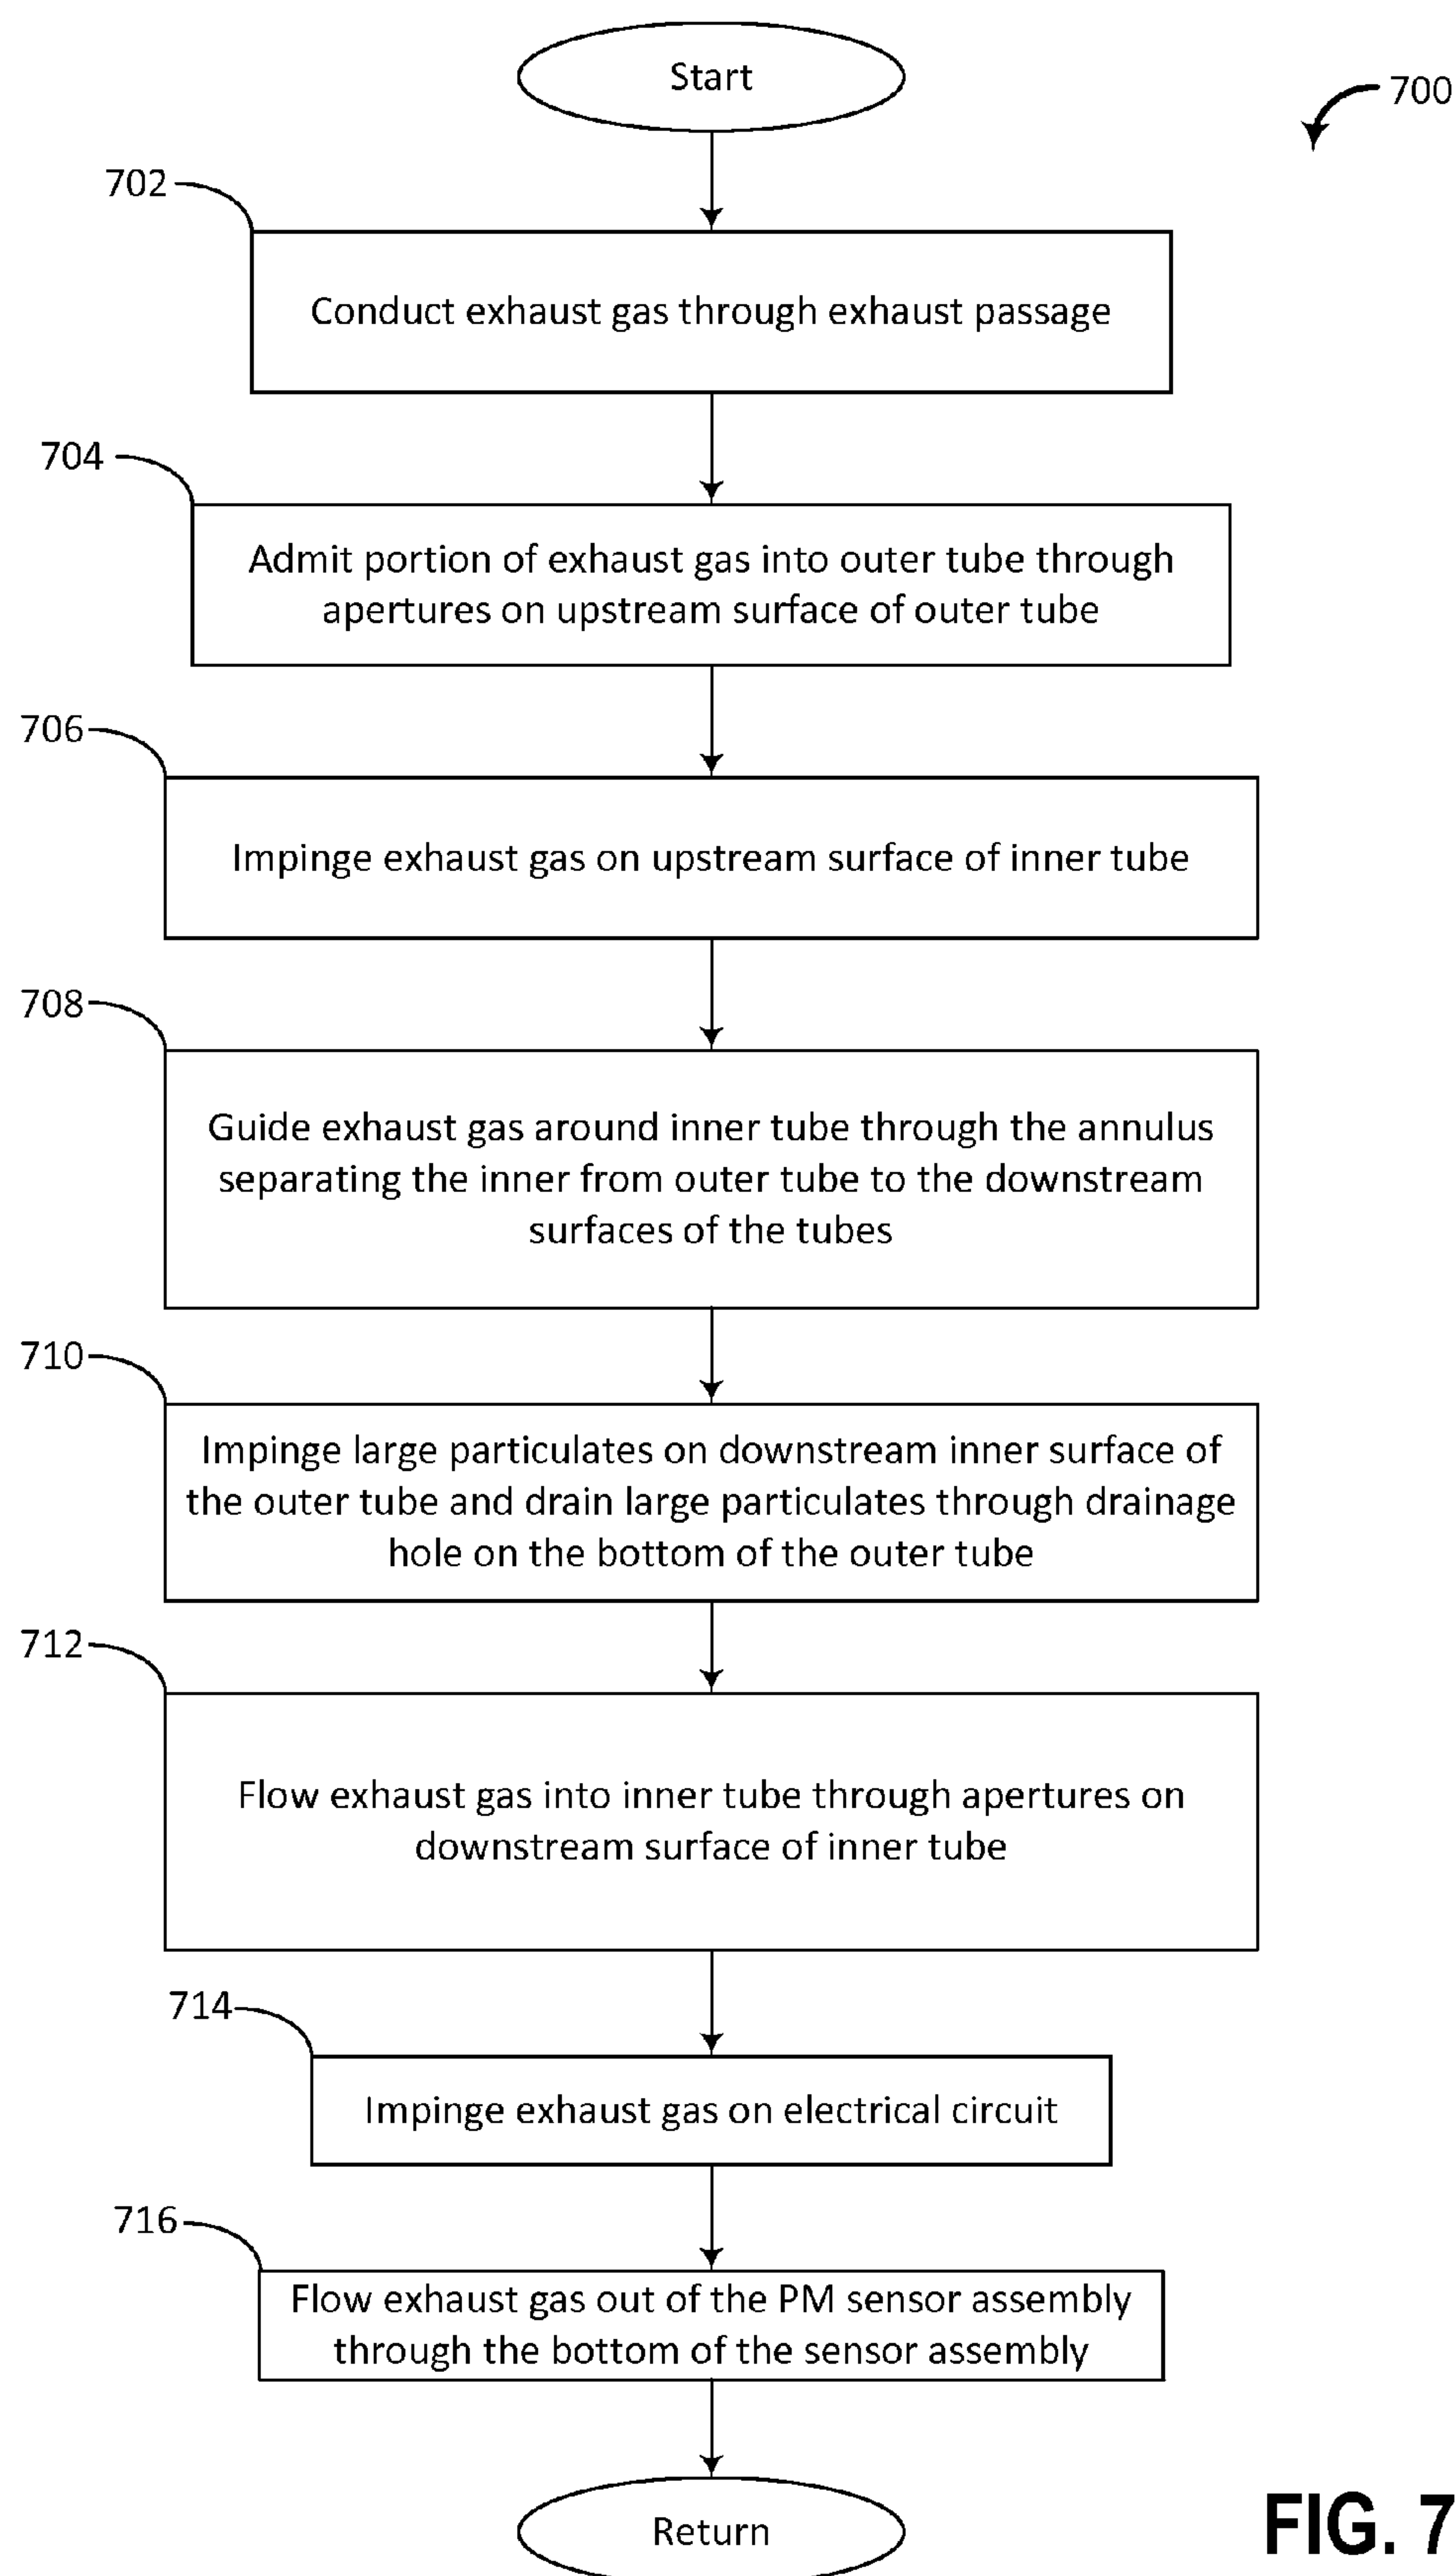 Start
700
702
Conduct exhaust gas through exhaust passage
704
Admit portion of exhaust gas into outer tube through
apertures on upstream surface of outer tube
706
Impinge exhaust gas on upstream surface of inner tube
708
Guide exhaust gas around inner tube through the annulus
separating the inner from outer tube to the downstream
surfaces of the tubes
710
Impinge large particulates on downstream inner surface of
the outer tube and drain large particulates through drainage
hole on the bottom of the outer tube
712
Flow exhaust gas into inner tube through apertures on
downstream surface of inner tube
714
Impinge exhaust gas on electrical circuit
716
Flow exhaust gas out of the PM sensor assembly
through the bottom of the sensor assembly
Return
FIG. 7